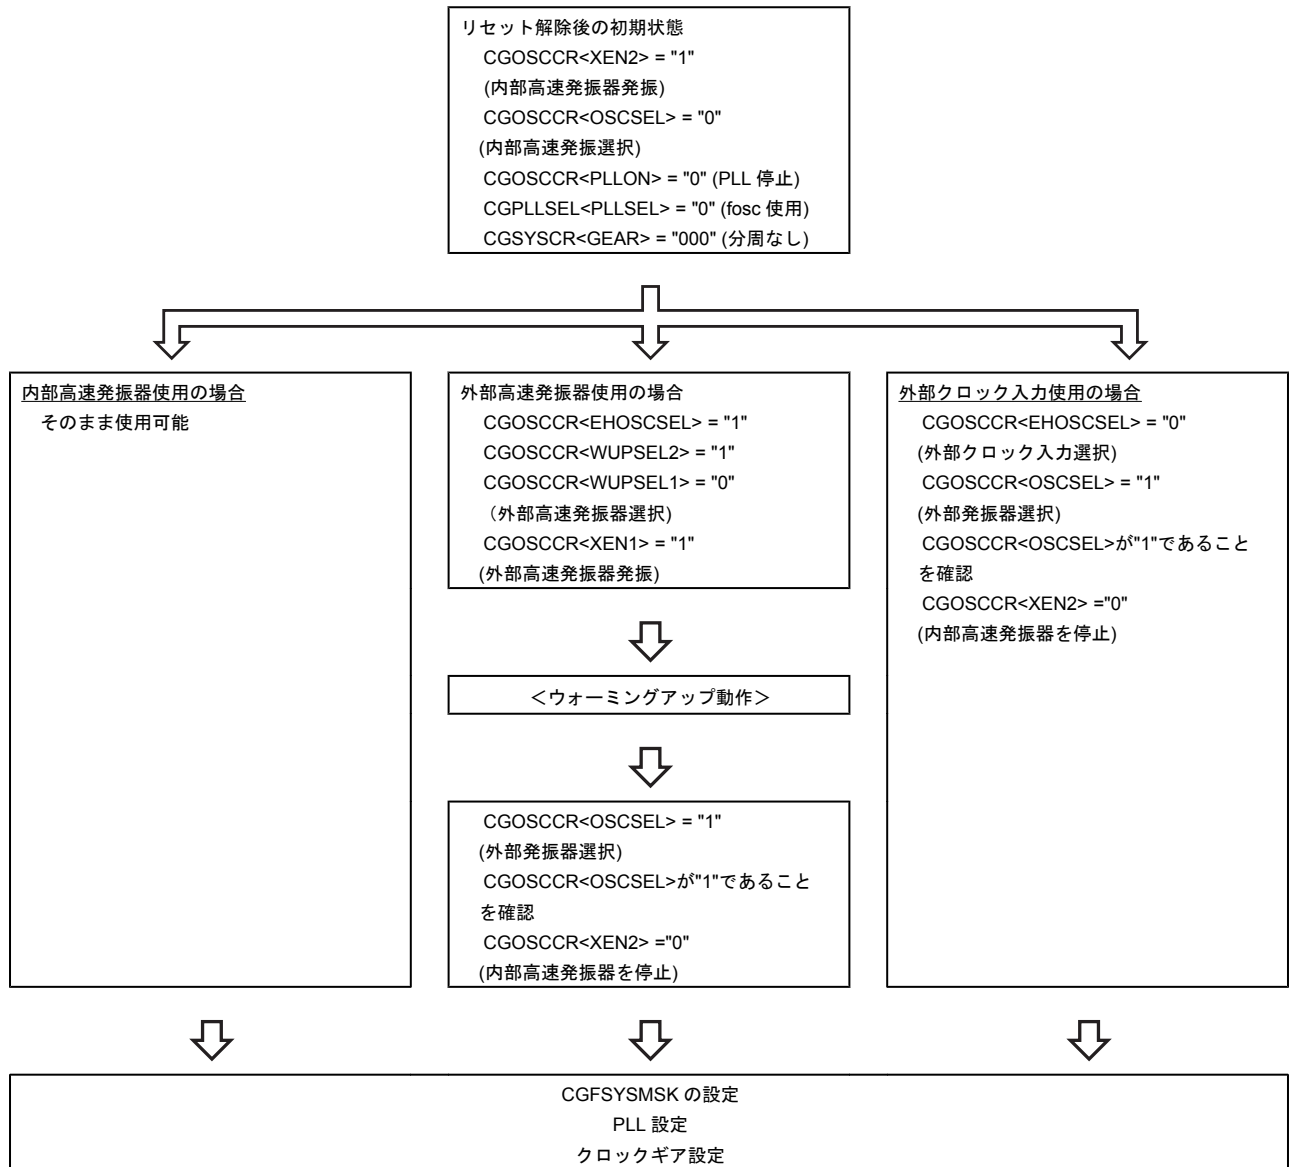 リセット解除後の初期状態
CGOSCCR<XEN2> = "1"
(内部高速発振器発振)
CGOSCCR<OSCSEL> = "0"
(内部高速発振選択)
CGOSCCR<PLLON> = "0" (PLL 停止)
CGPLLSEL<PLLSEL> = "0" (fosc 使用)
CGSYSCR<GEAR> = "000" (分周なし)
内部高速発振器使用の場合
そのまま使用可能
外部高速発振器使用の場合
CGOSCCR<EHOSCSEL> = "1"
CGOSCCR<WUPSEL2> = "1"
CGOSCCR<WUPSEL1> = "0"
（外部高速発振器選択)
CGOSCCR<XEN1> = "1"
(外部高速発振器発振)
＜ウォーミングアップ動作＞
CGOSCCR<OSCSEL> = "1"
(外部発振器選択)
CGOSCCR<OSCSEL>が"1"であること
を確認
CGOSCCR<XEN2> ="0"
(内部高速発振器を停止)
外部クロック入力使用の場合
CGOSCCR<EHOSCSEL> = "0"
(外部クロック入力選択)
CGOSCCR<OSCSEL> = "1"
(外部発振器選択)
CGOSCCR<OSCSEL>が"1"であること
を確認
CGOSCCR<XEN2> ="0"
(内部高速発振器を停止)
CGFSYSMSK の設定
PLL 設定
クロックギア設定